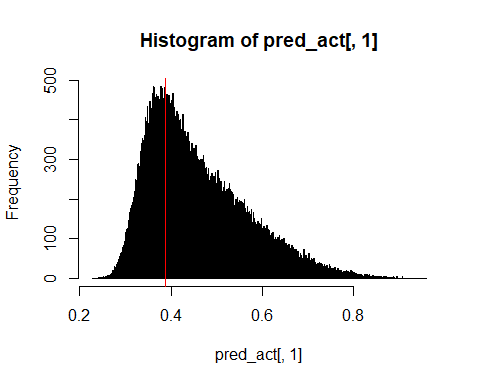 Histogram of pred_act[, 1]
Frequency
500
300
100
0
0.2
0.4
0.6
0.8
pred_act[, 1]